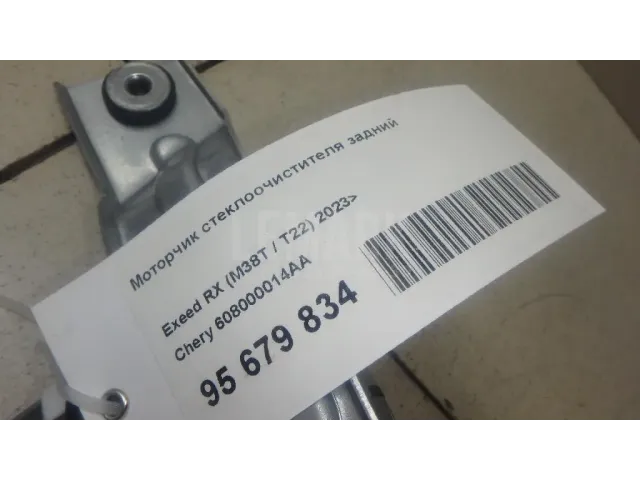 Моторчик стеклоочистителя задний
Exeed RX (M38T / T22) 2023>
Chery 608000014AA
95 679 834